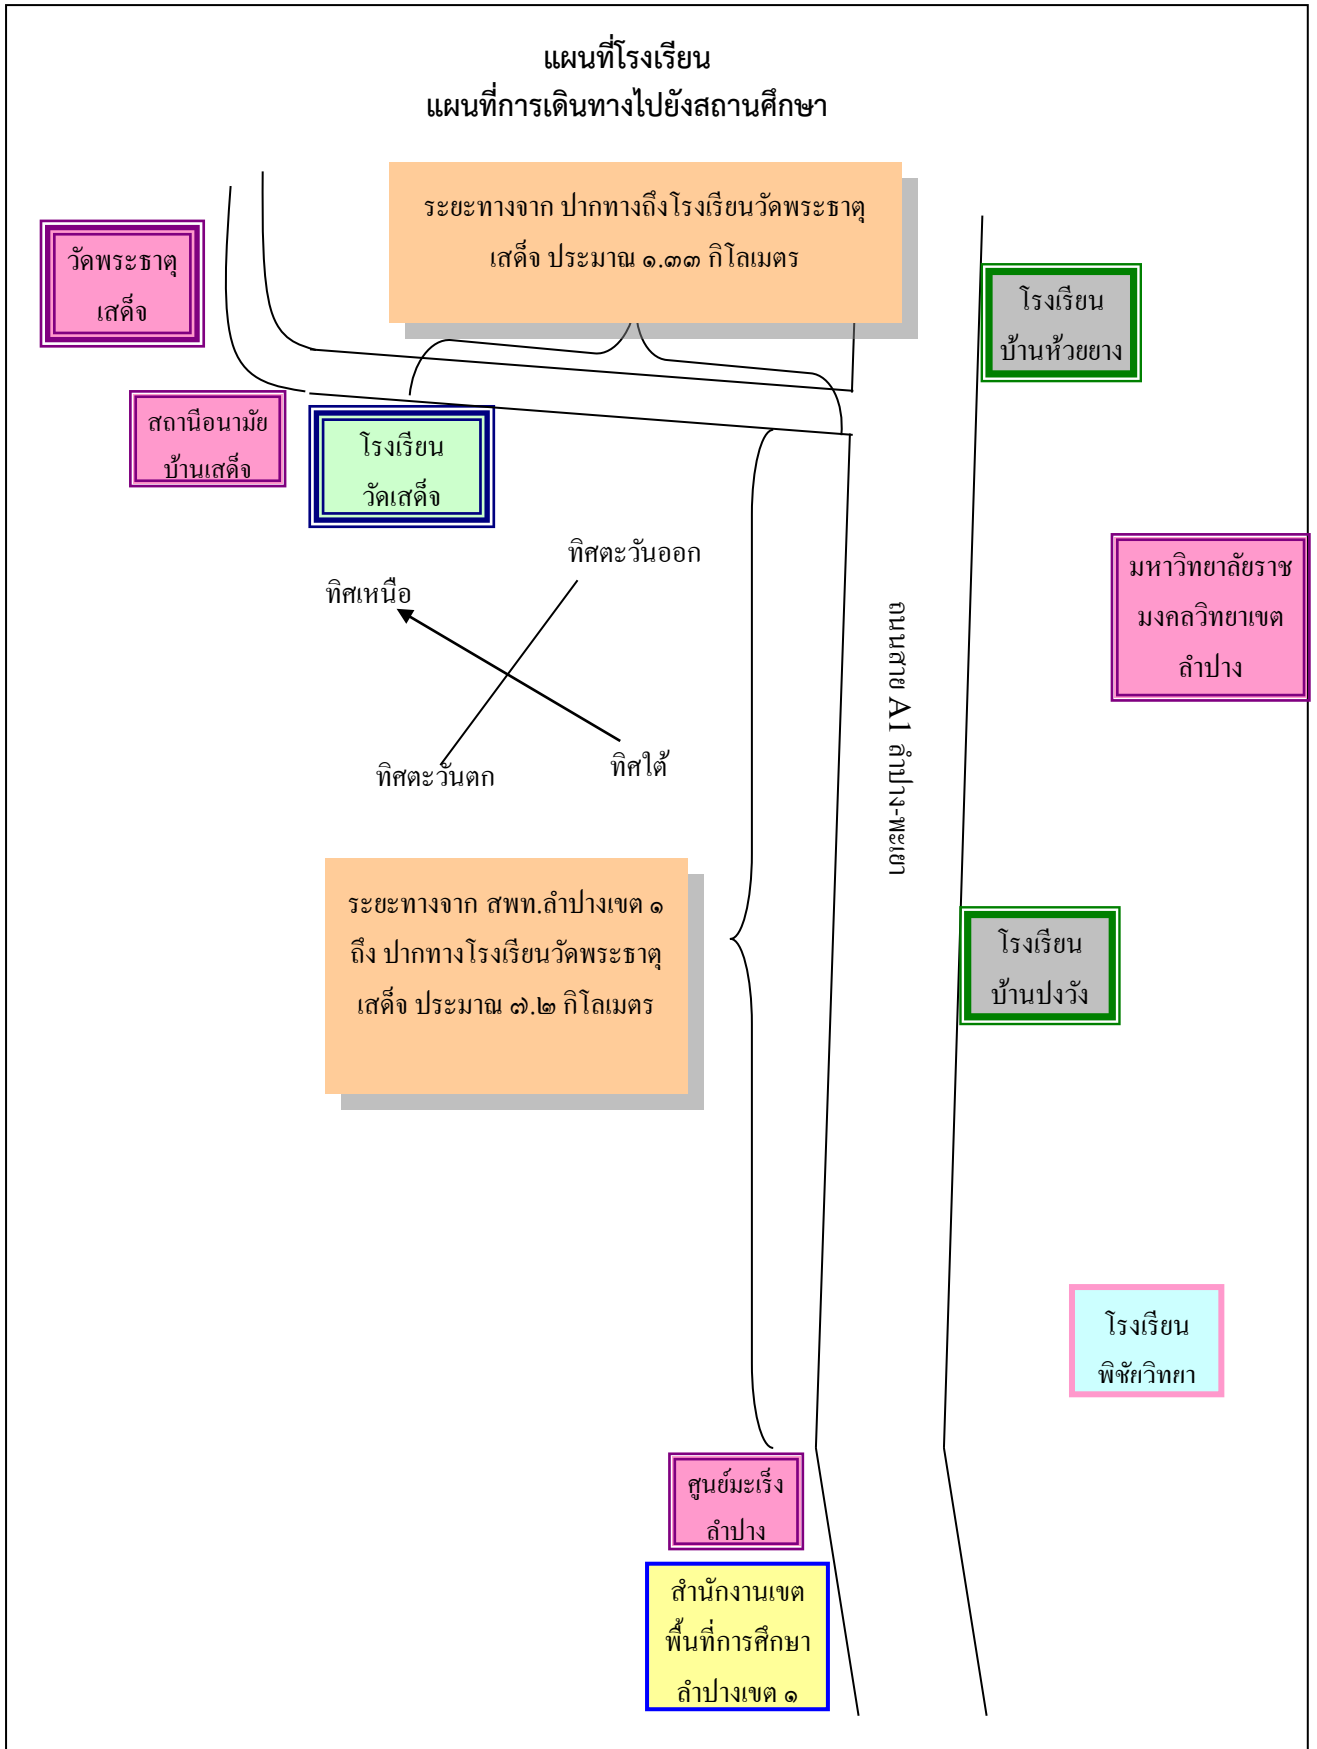 แผนที่โรงเรียน
แผนที่การเดินทางไปยังสถานศึกษา
ระยะทางจาก ปากทางถึงโรงเรียนวัดพระธาตุ
เสด็จ ประมาณ ๑.๓๓ กิโลเมตร
วัดพระธาตุ
เสด็จ
โรงเรียน
บ้านห้วยยาง
สถานีอนามัย
บ้านเสด็จ
โรงเรียน
วัดเสด็จ
ทิศตะวันออก
ทิศเหนือ
ทิศตะวันตก
ทิศใต้
มหาวิทยาลัยราช
มงคลวิทยาเขต
ลำปาง
ถนนสาย A1 ลำปาง-พะเยา
ระยะทางจาก สพท.ลำปางเขต ๑
ถึง ปากทางโรงเรียนวัดพระธาตุ
เสด็จ ประมาณ ๗.๒ กิโลเมตร
โรงเรียน
บ้านปงวัง
โรงเรียน
พิชัยวิทยา
ศูนย์มะเร็ง
ลำปาง
สำนักงานเขต
พื้นที่การศึกษา
ลำปางเขต ๑